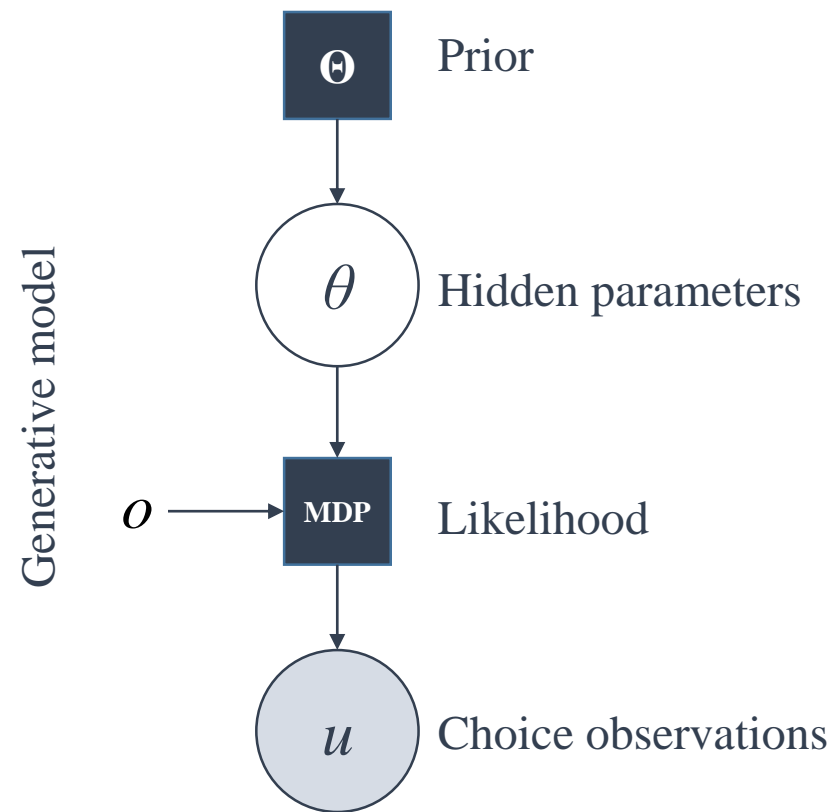 Θ
Prior
θ
Hidden parameters
Generative model
o
MDP
Likelihood
u
Choice observations